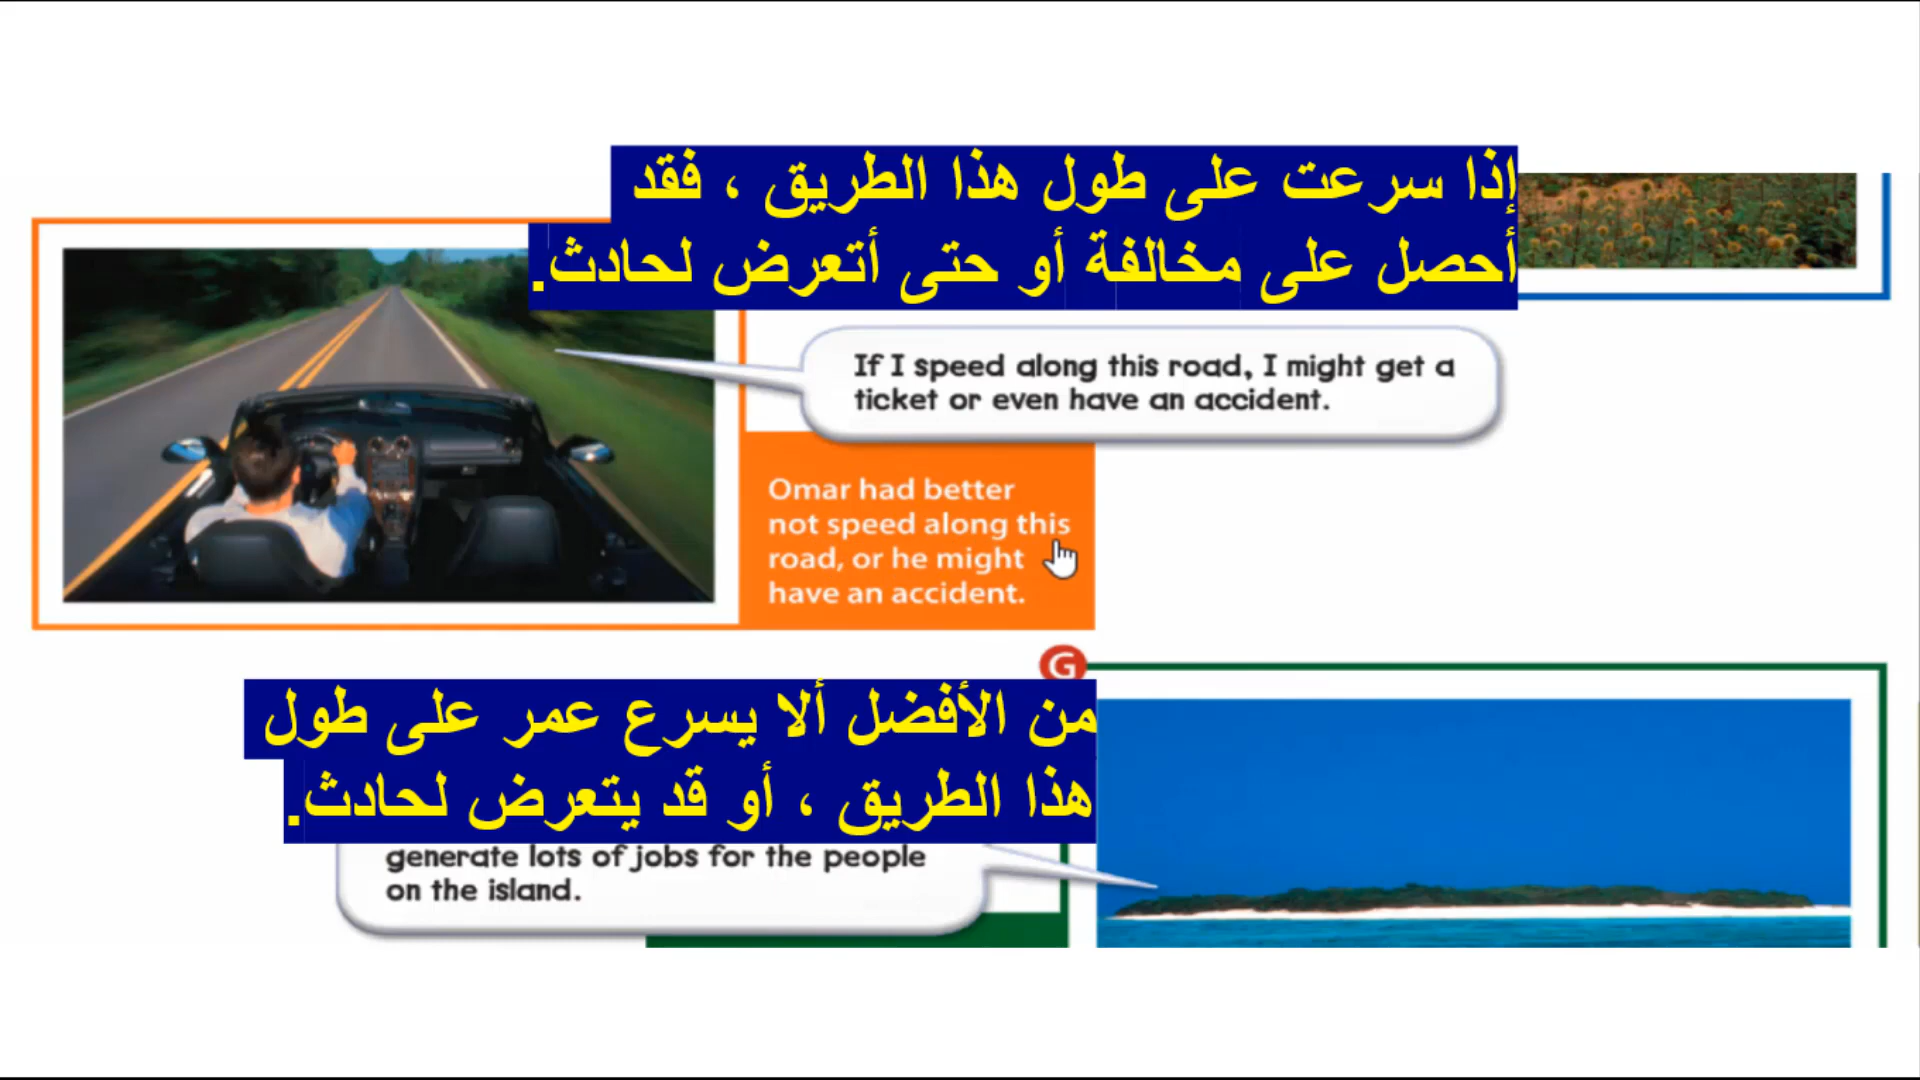 إذا سرعت على طول هذا الطريق ، فقد
أحصل على مخالفة أو حتى أتعرض لحادث.
If I speed along this road, I might get a
ticket or even have an accident.
Omar had better
not speed along this
road, or he might
have an accident.
G
من الأفضل ألا يسرع عمر على طول
هذا الطريق ، أو قد يتعرض لحادث.
generate lots of jobs for the people
on the island.